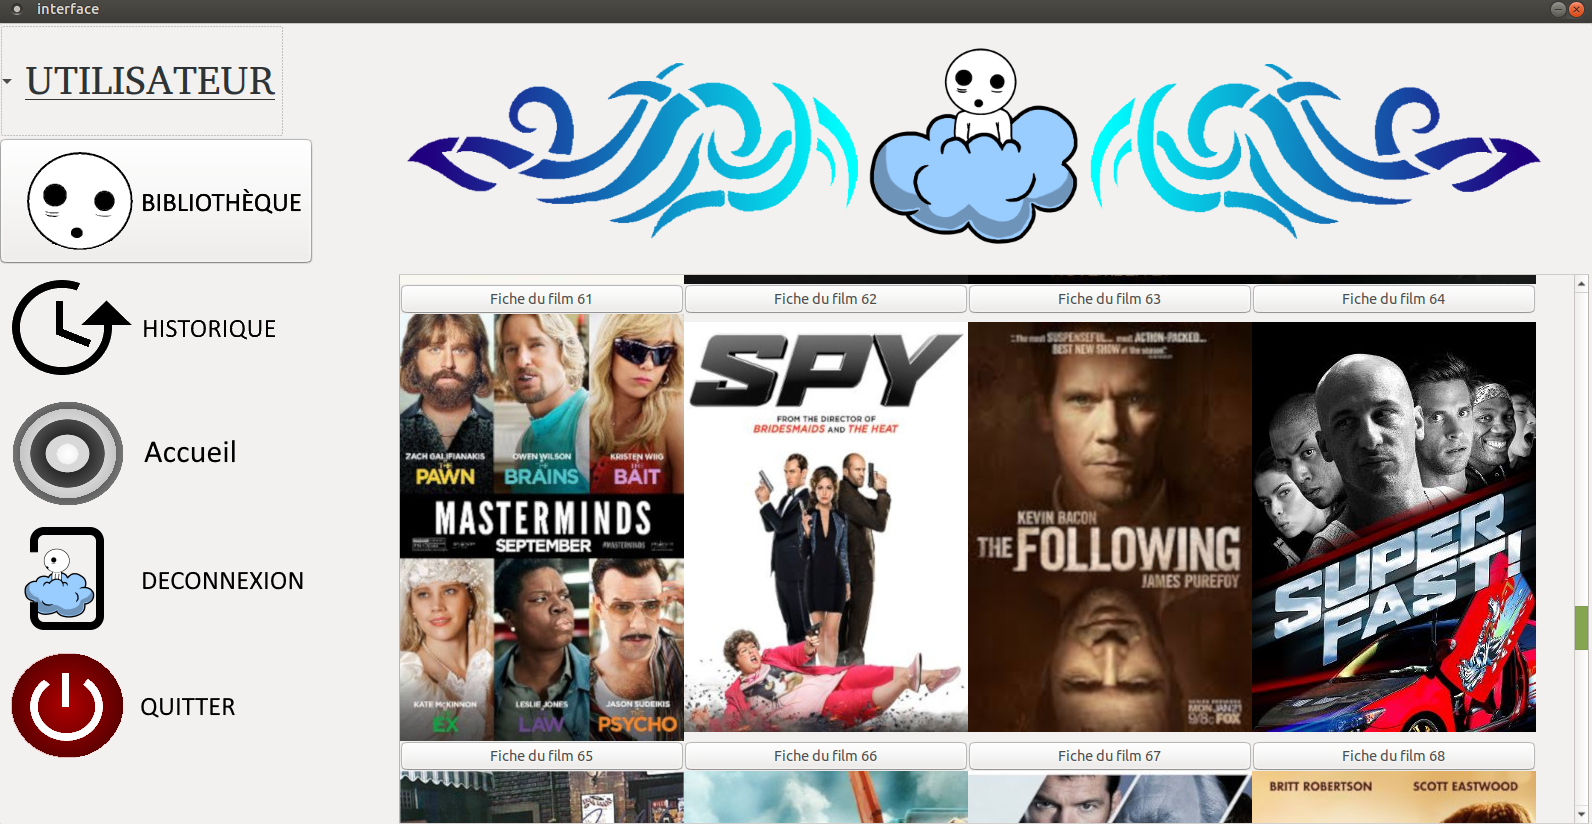 interface
UTILISATEUR
BIBLIOTHÈQUE
HISTORIQUE
Accueil
DECONNEXION
QUITTER
Fiche du film 61
Fiche du film 62
Fiche du film 63
Fiche du film 64
ZACH GALIFIANAKIS
OWEN WILSON
KRISTEN WIIG
THE PAWN
THE BRAINS
THE BAIT
MASTERMINDS
SEPTEMBER
#MASTERMINDS
KATE McKINNON
LESLIE JONES
JASON SUDEIKIS
THE EX
THE LAW
THE PSYCHO
SPY
FROM THE DIRECTOR OF
BRIDESMAIDS AND THE HEAT
"The most SUSPENSEFUL... most ACTION-PACKED...
BEST NEW SHOW of the season"
KEVIN BACON
THE FOLLOWING
JAMES PUREFOY
MON JAN 21
9/8c FOX
SUPER
FAST!
Fiche du film 65
Fiche du film 66
Fiche du film 67
Fiche du film 68
BRITT ROBERTSON
SCOTT EASTWOOD